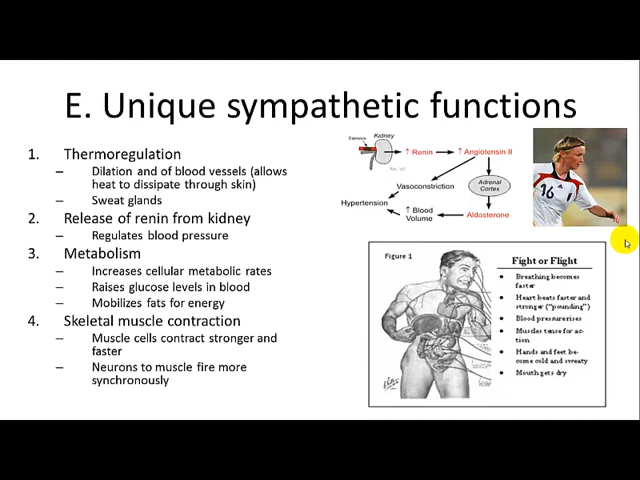 E. Unique sympathetic functions
1. Thermoregulation
– Dilation and of blood vessels (allows
heat to dissipate through skin)
– Sweat glands
2. Release of renin from kidney
– Regulates blood pressure
3. Metabolism
– Increases cellular metabolic rates
– Raises glucose levels in blood
– Mobilizes fats for energy
4. Skeletal muscle contraction
– Muscle cells contract stronger and
faster
– Neurons to muscle fire more
synchronously
Kidney
Stenosis
↑ Renin
↑ Angiotensin II
Vasoconstriction
Adrenal
Cortex
Hypertension
↑ Blood
Volume
Aldosterone
16
Figure 1
Fight or Flight
• Breathing becomes
faster
• Heart beats faster and
stronger ("pounding")
• Blood pressure rises
• Muscles tense for ac-
tion
• Hands and feet be-
come cold and sweaty
• Mouth gets dry